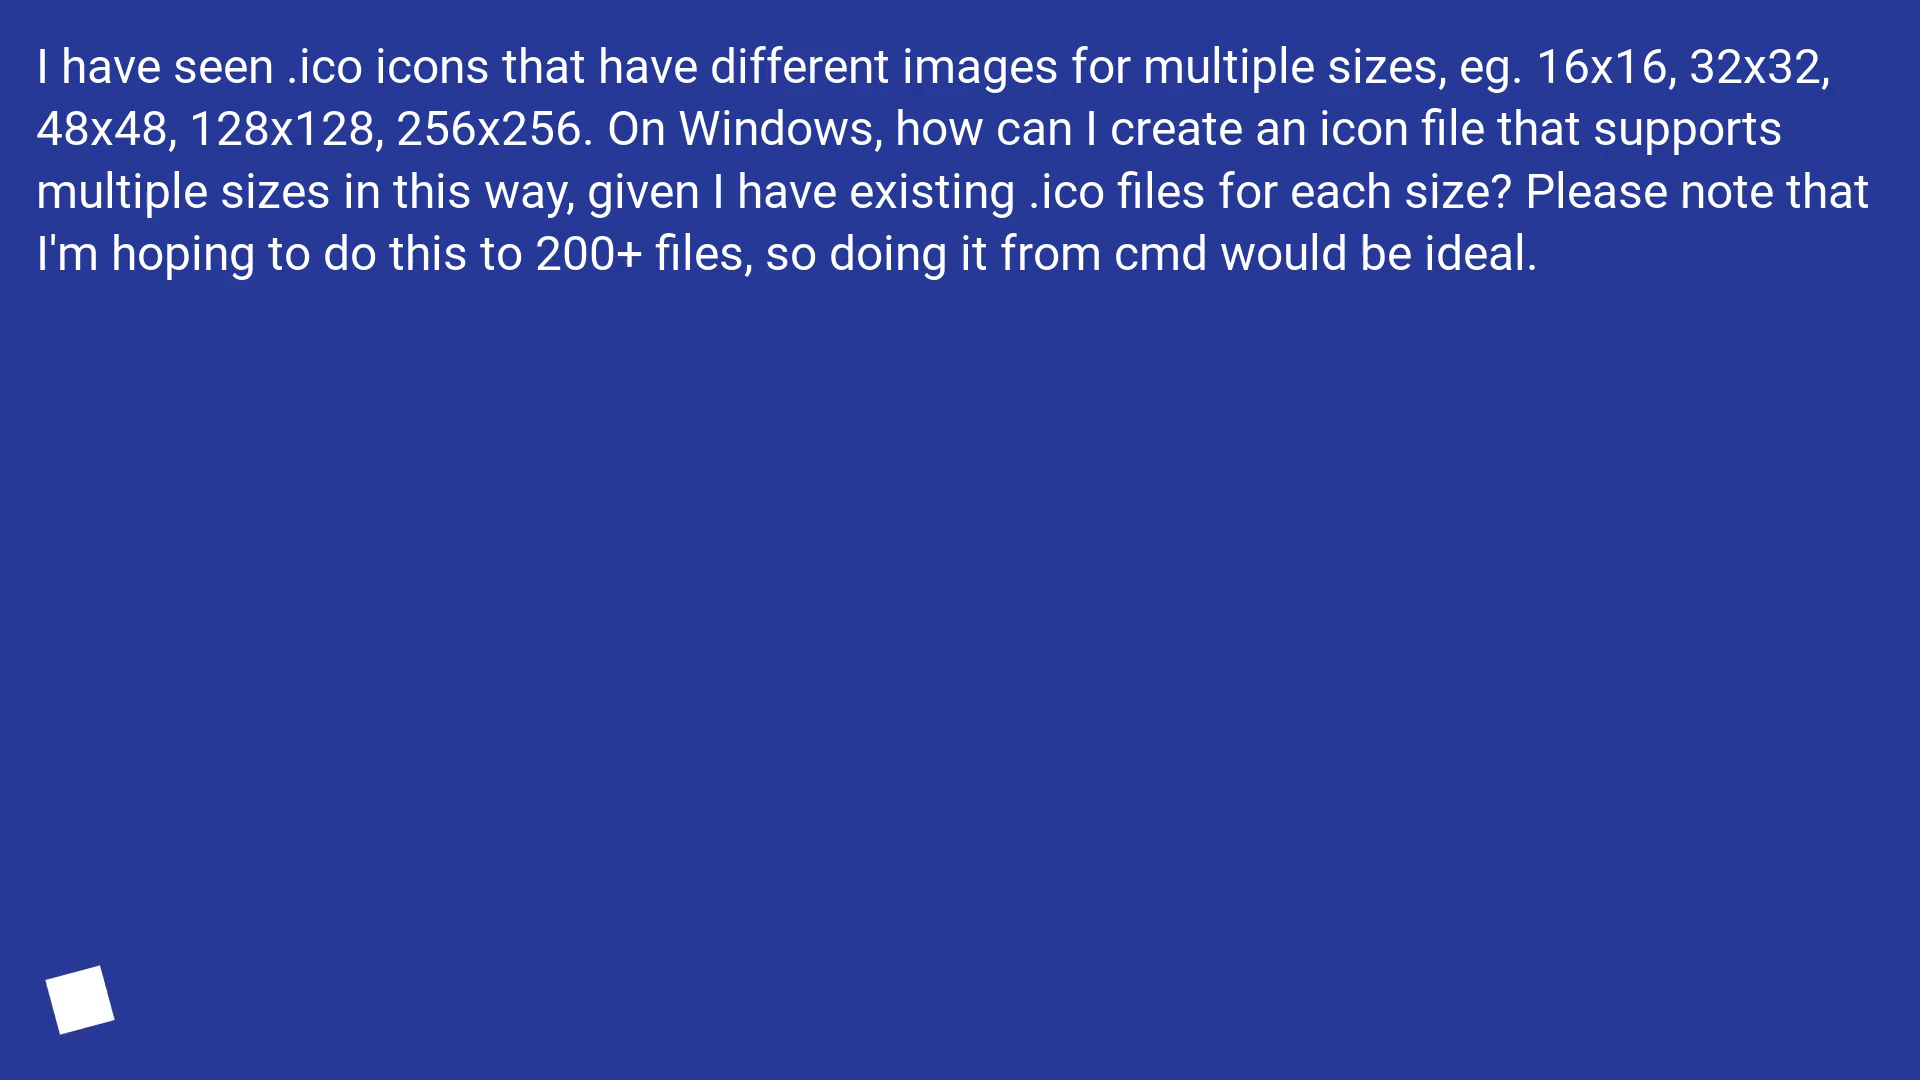 I have seen .ico icons that have different images for multiple sizes, eg. 16x16, 32x32,
48x48, 128x128, 256x256. On Windows, how can I create an icon file that supports
multiple sizes in this way, given I have existing .ico files for each size? Please note that
I'm hoping to do this to 200+ files, so doing it from cmd would be ideal.